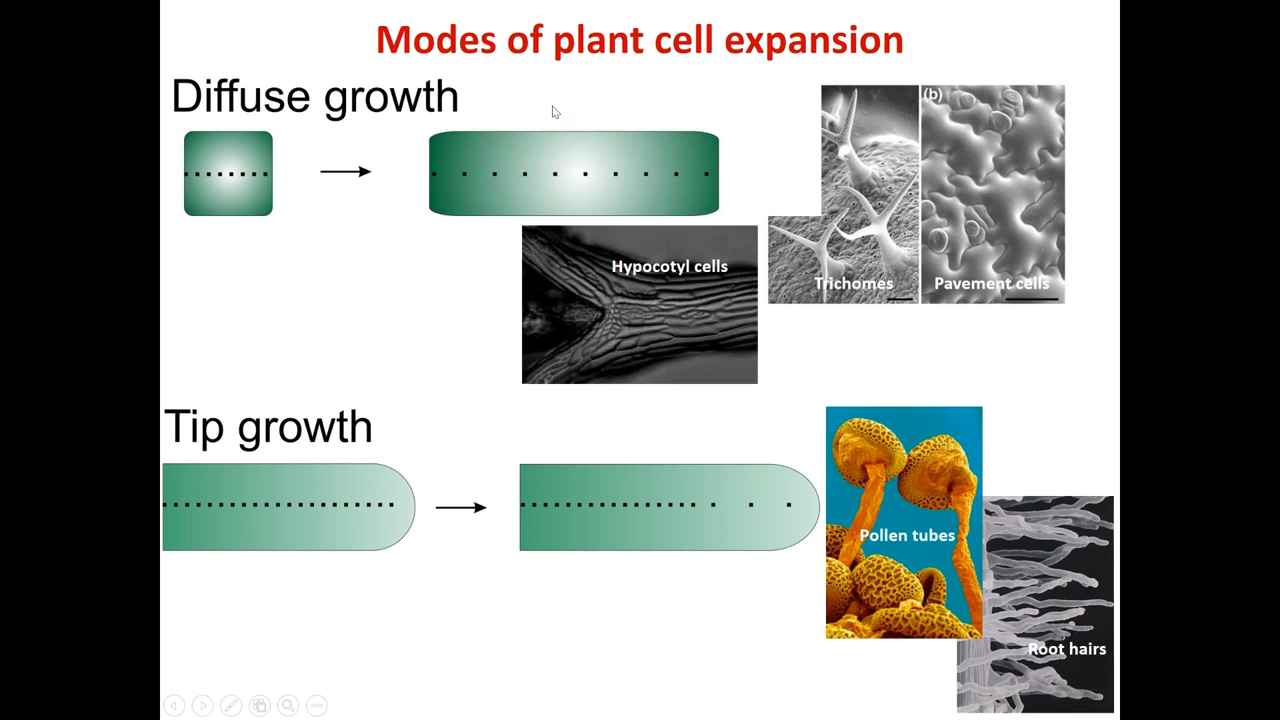 Modes of plant cell expansion
Diffuse growth
(b)
Hypocotyl cells
Trichomes
Pavement cells
Tip growth
Pollen tubes
Root hairs